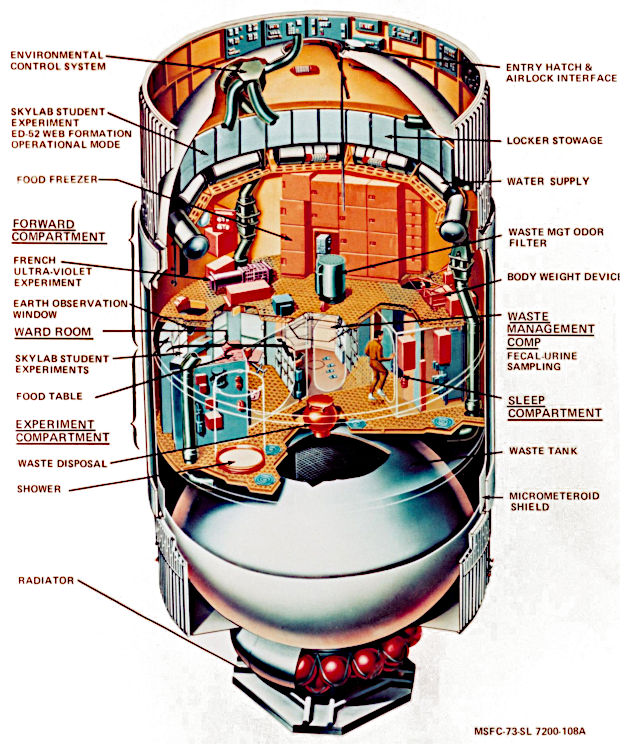 ENVIRONMENTAL
CONTROL SYSTEM
SKYLAB STUDENT
EXPERIMENT
ED-52 WEB FORMATION
OPERATIONAL MODE
FOOD FREEZER
FORWARD
COMPARTMENT
FRENCH
ULTRA-VIOLET
EXPERIMENT
EARTH OBSERVATION
WINDOW
WARD ROOM
SKYLAB STUDENT
EXPERIMENTS
FOOD TABLE
EXPERIMENT
COMPARTMENT
WASTE DISPOSAL
SHOWER
RADIATOR
ENTRY HATCH &
AIRLOCK INTERFACE
LOCKER STOWAGE
WATER SUPPLY
WASTE MGT ODOR
FILTER
BODY WEIGHT DEVICE
WASTE
MANAGEMENT
COMP
FECAL-URINE
SAMPLING
SLEEP
COMPARTMENT
WASTE TANK
MICROMETEROID
SHIELD
MSFC-73-SL 7200-108A